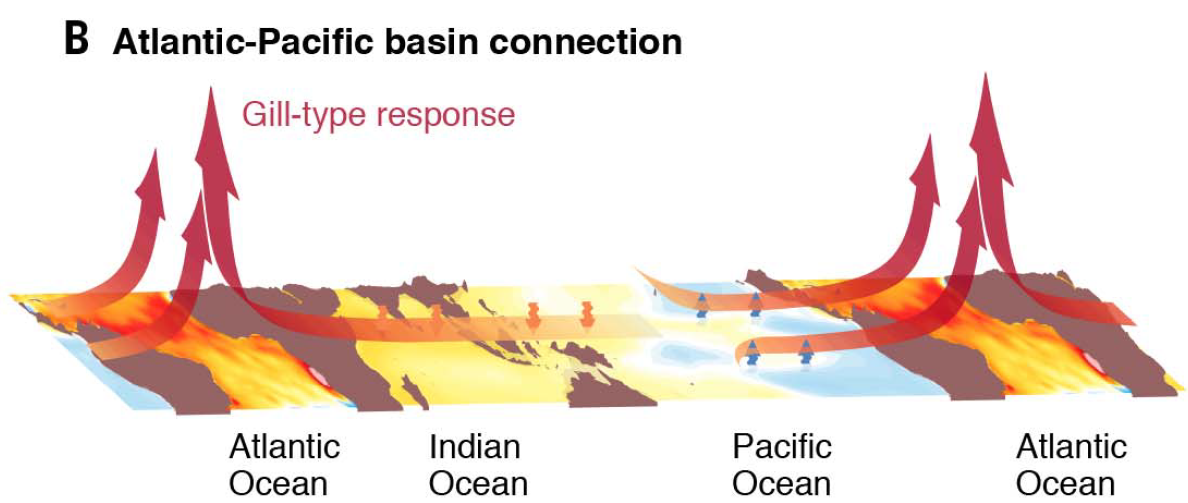 B Atlantic-Pacific basin connection
Gill-type response
Atlantic
Ocean
Indian
Ocean
Pacific
Ocean
Atlantic
Ocean